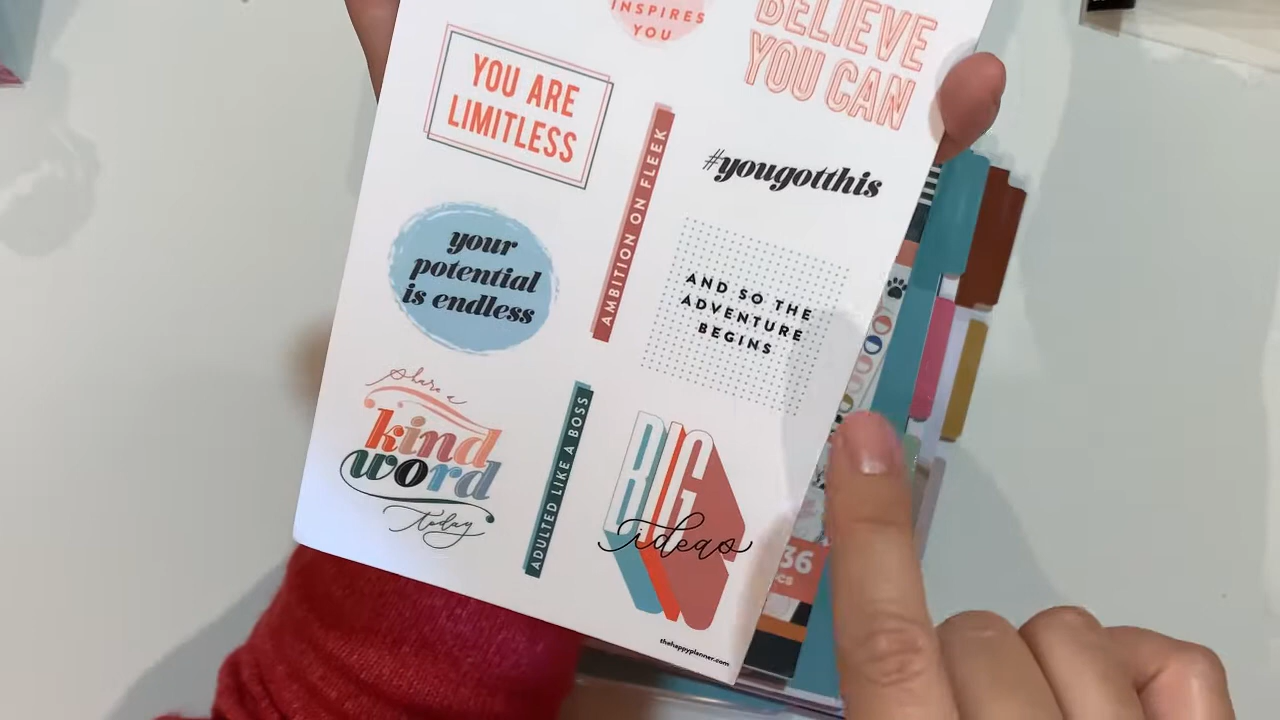 INSPIRES
YOU
BELIEVE
YOU CAN
YOU ARE
LIMITLESS
AMBITION ON FLEEK
#yougotthis
your
potential
is endless
AND SO THE
ADVENTURE
BEGINS
share a
kind
word
today
ADULTED LIKE A BOSS
BIG
ideas
thehappyplanner.com
36